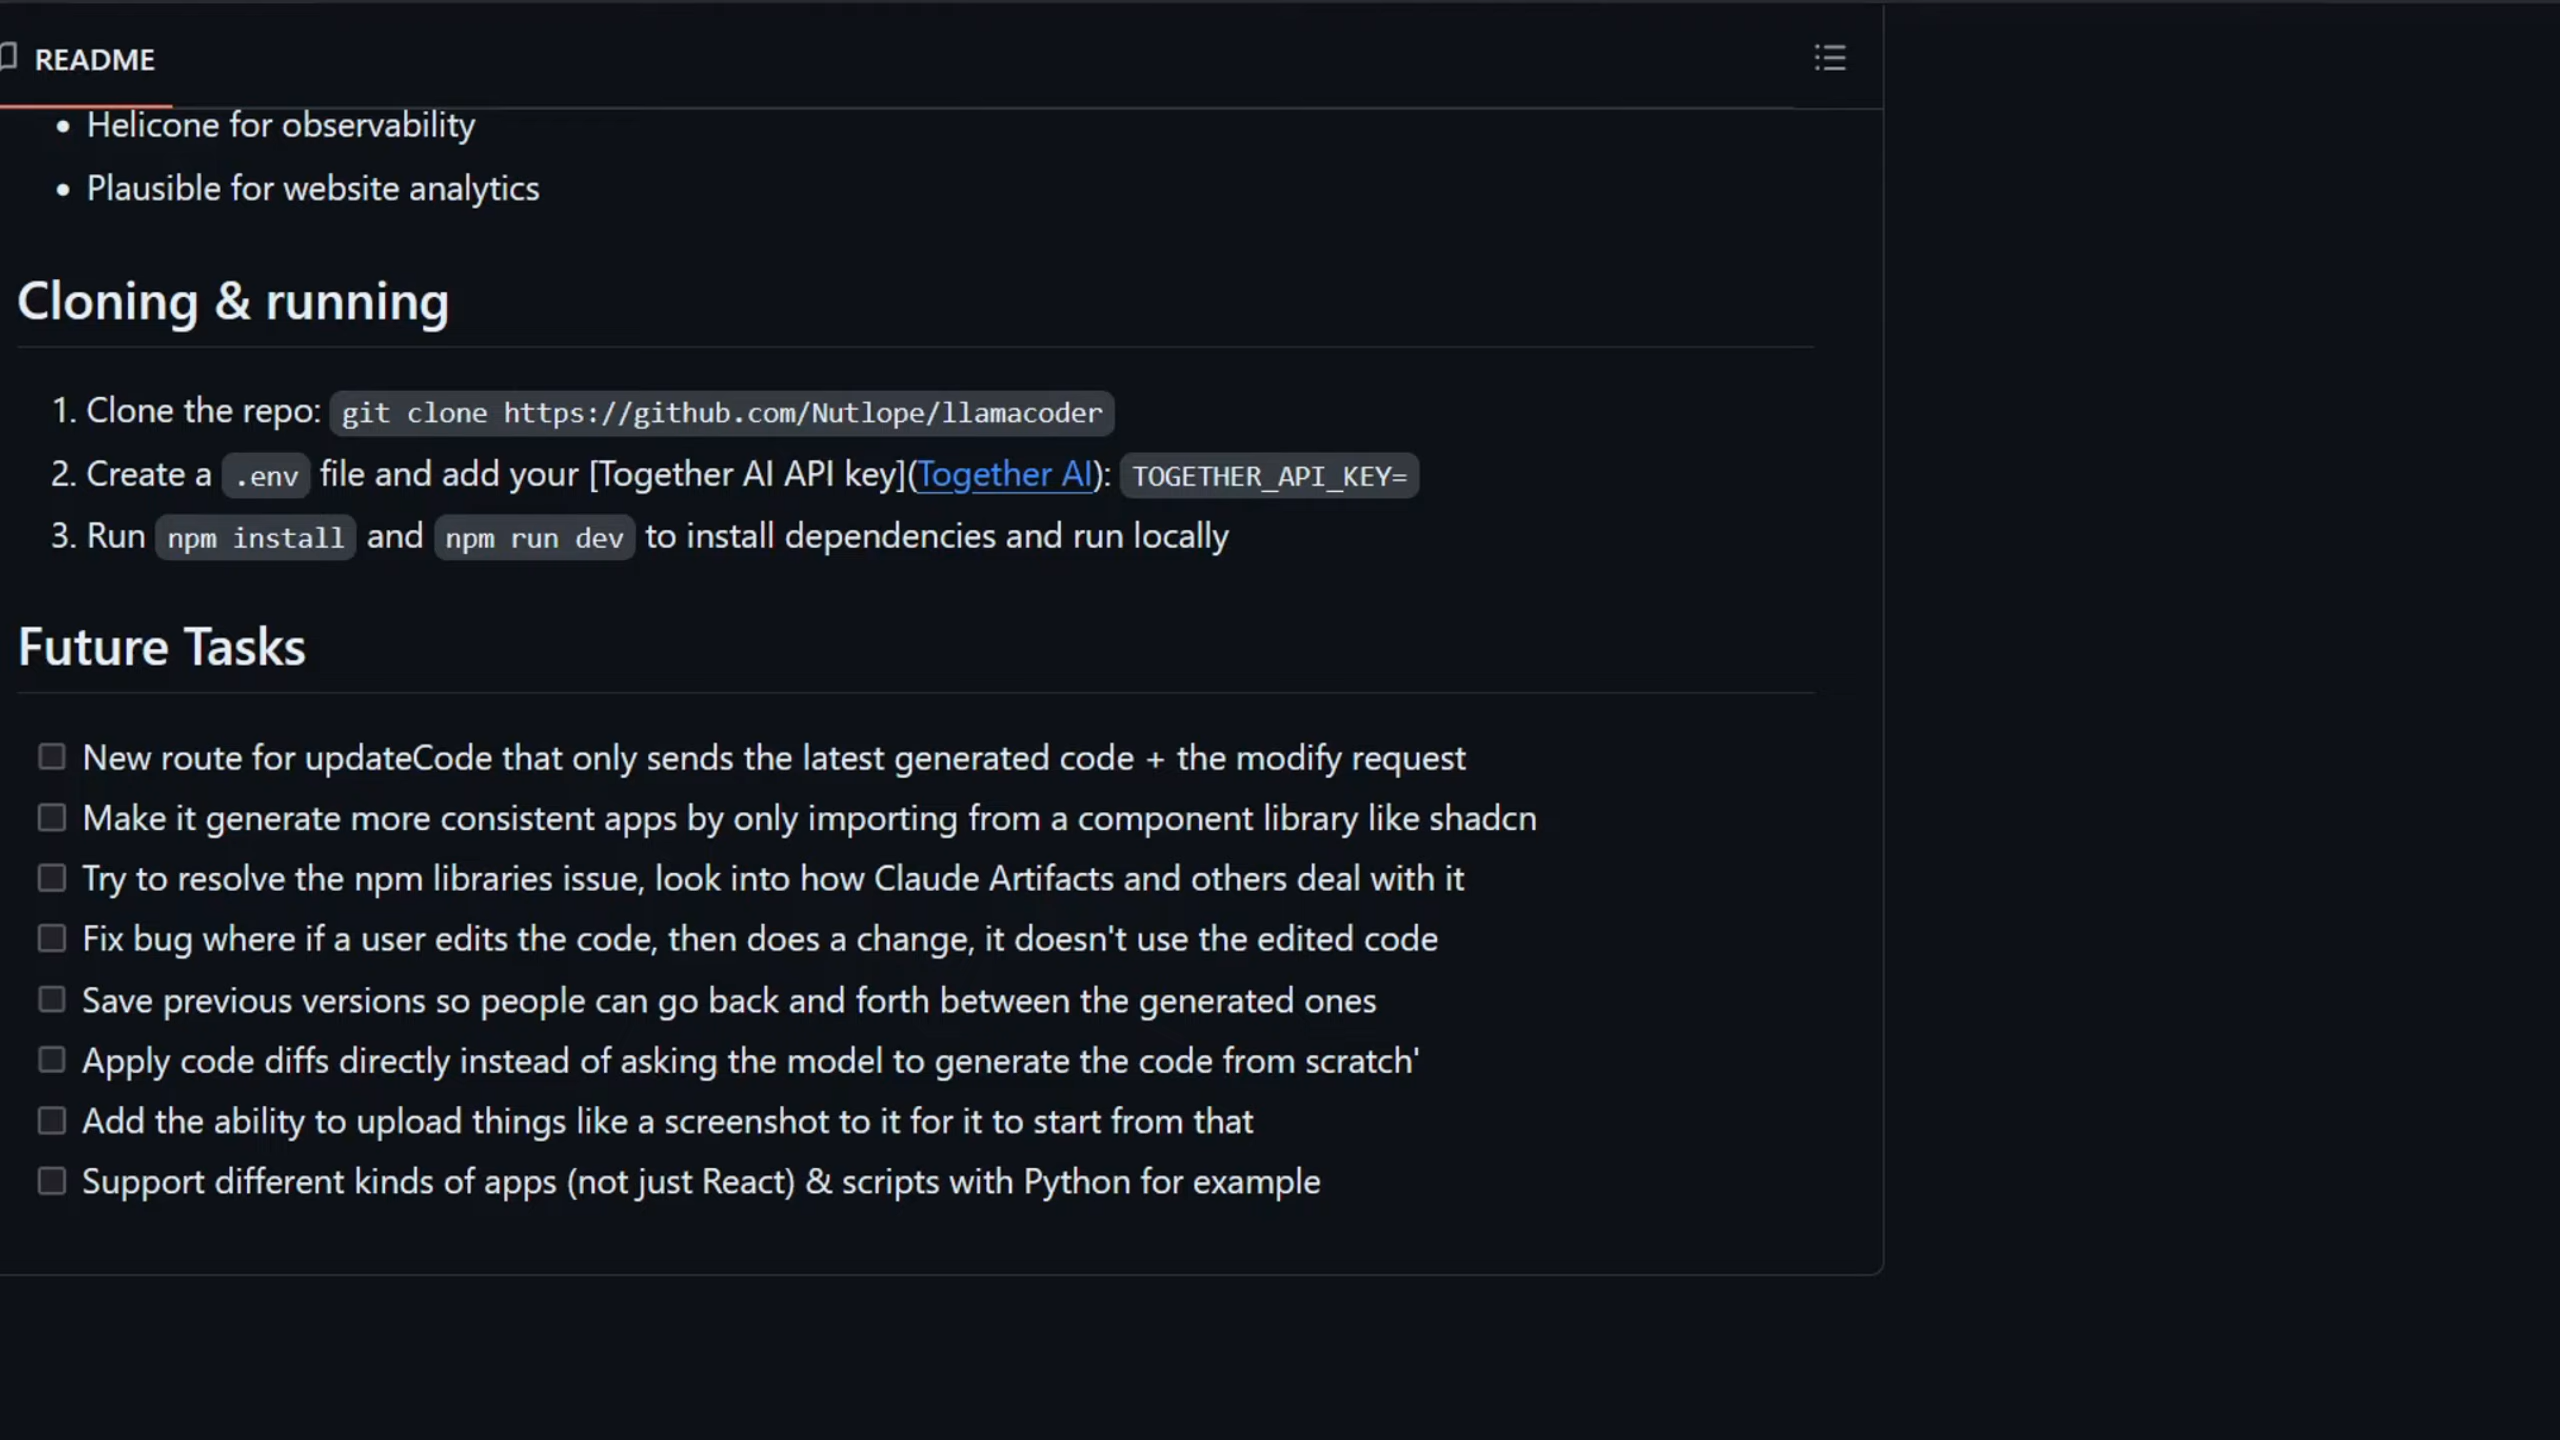 README
• Helicone for observability
• Plausible for website analytics
Cloning & running
1. Clone the repo: git clone https://github.com/Nutlope/llamacoder
2. Create a .env file and add your [Together AI API key](Together AI): TOGETHER_API_KEY=
3. Run npm install and npm run dev to install dependencies and run locally
Future Tasks
New route for updateCode that only sends the latest generated code + the modify request
Make it generate more consistent apps by only importing from a component library like shadcn
Try to resolve the npm libraries issue, look into how Claude Artifacts and others deal with it
Fix bug where if a user edits the code, then does a change, it doesn't use the edited code
Save previous versions so people can go back and forth between the generated ones
Apply code diffs directly instead of asking the model to generate the code from scratch'
Add the ability to upload things like a screenshot to it for it to start from that
Support different kinds of apps (not just React) & scripts with Python for example